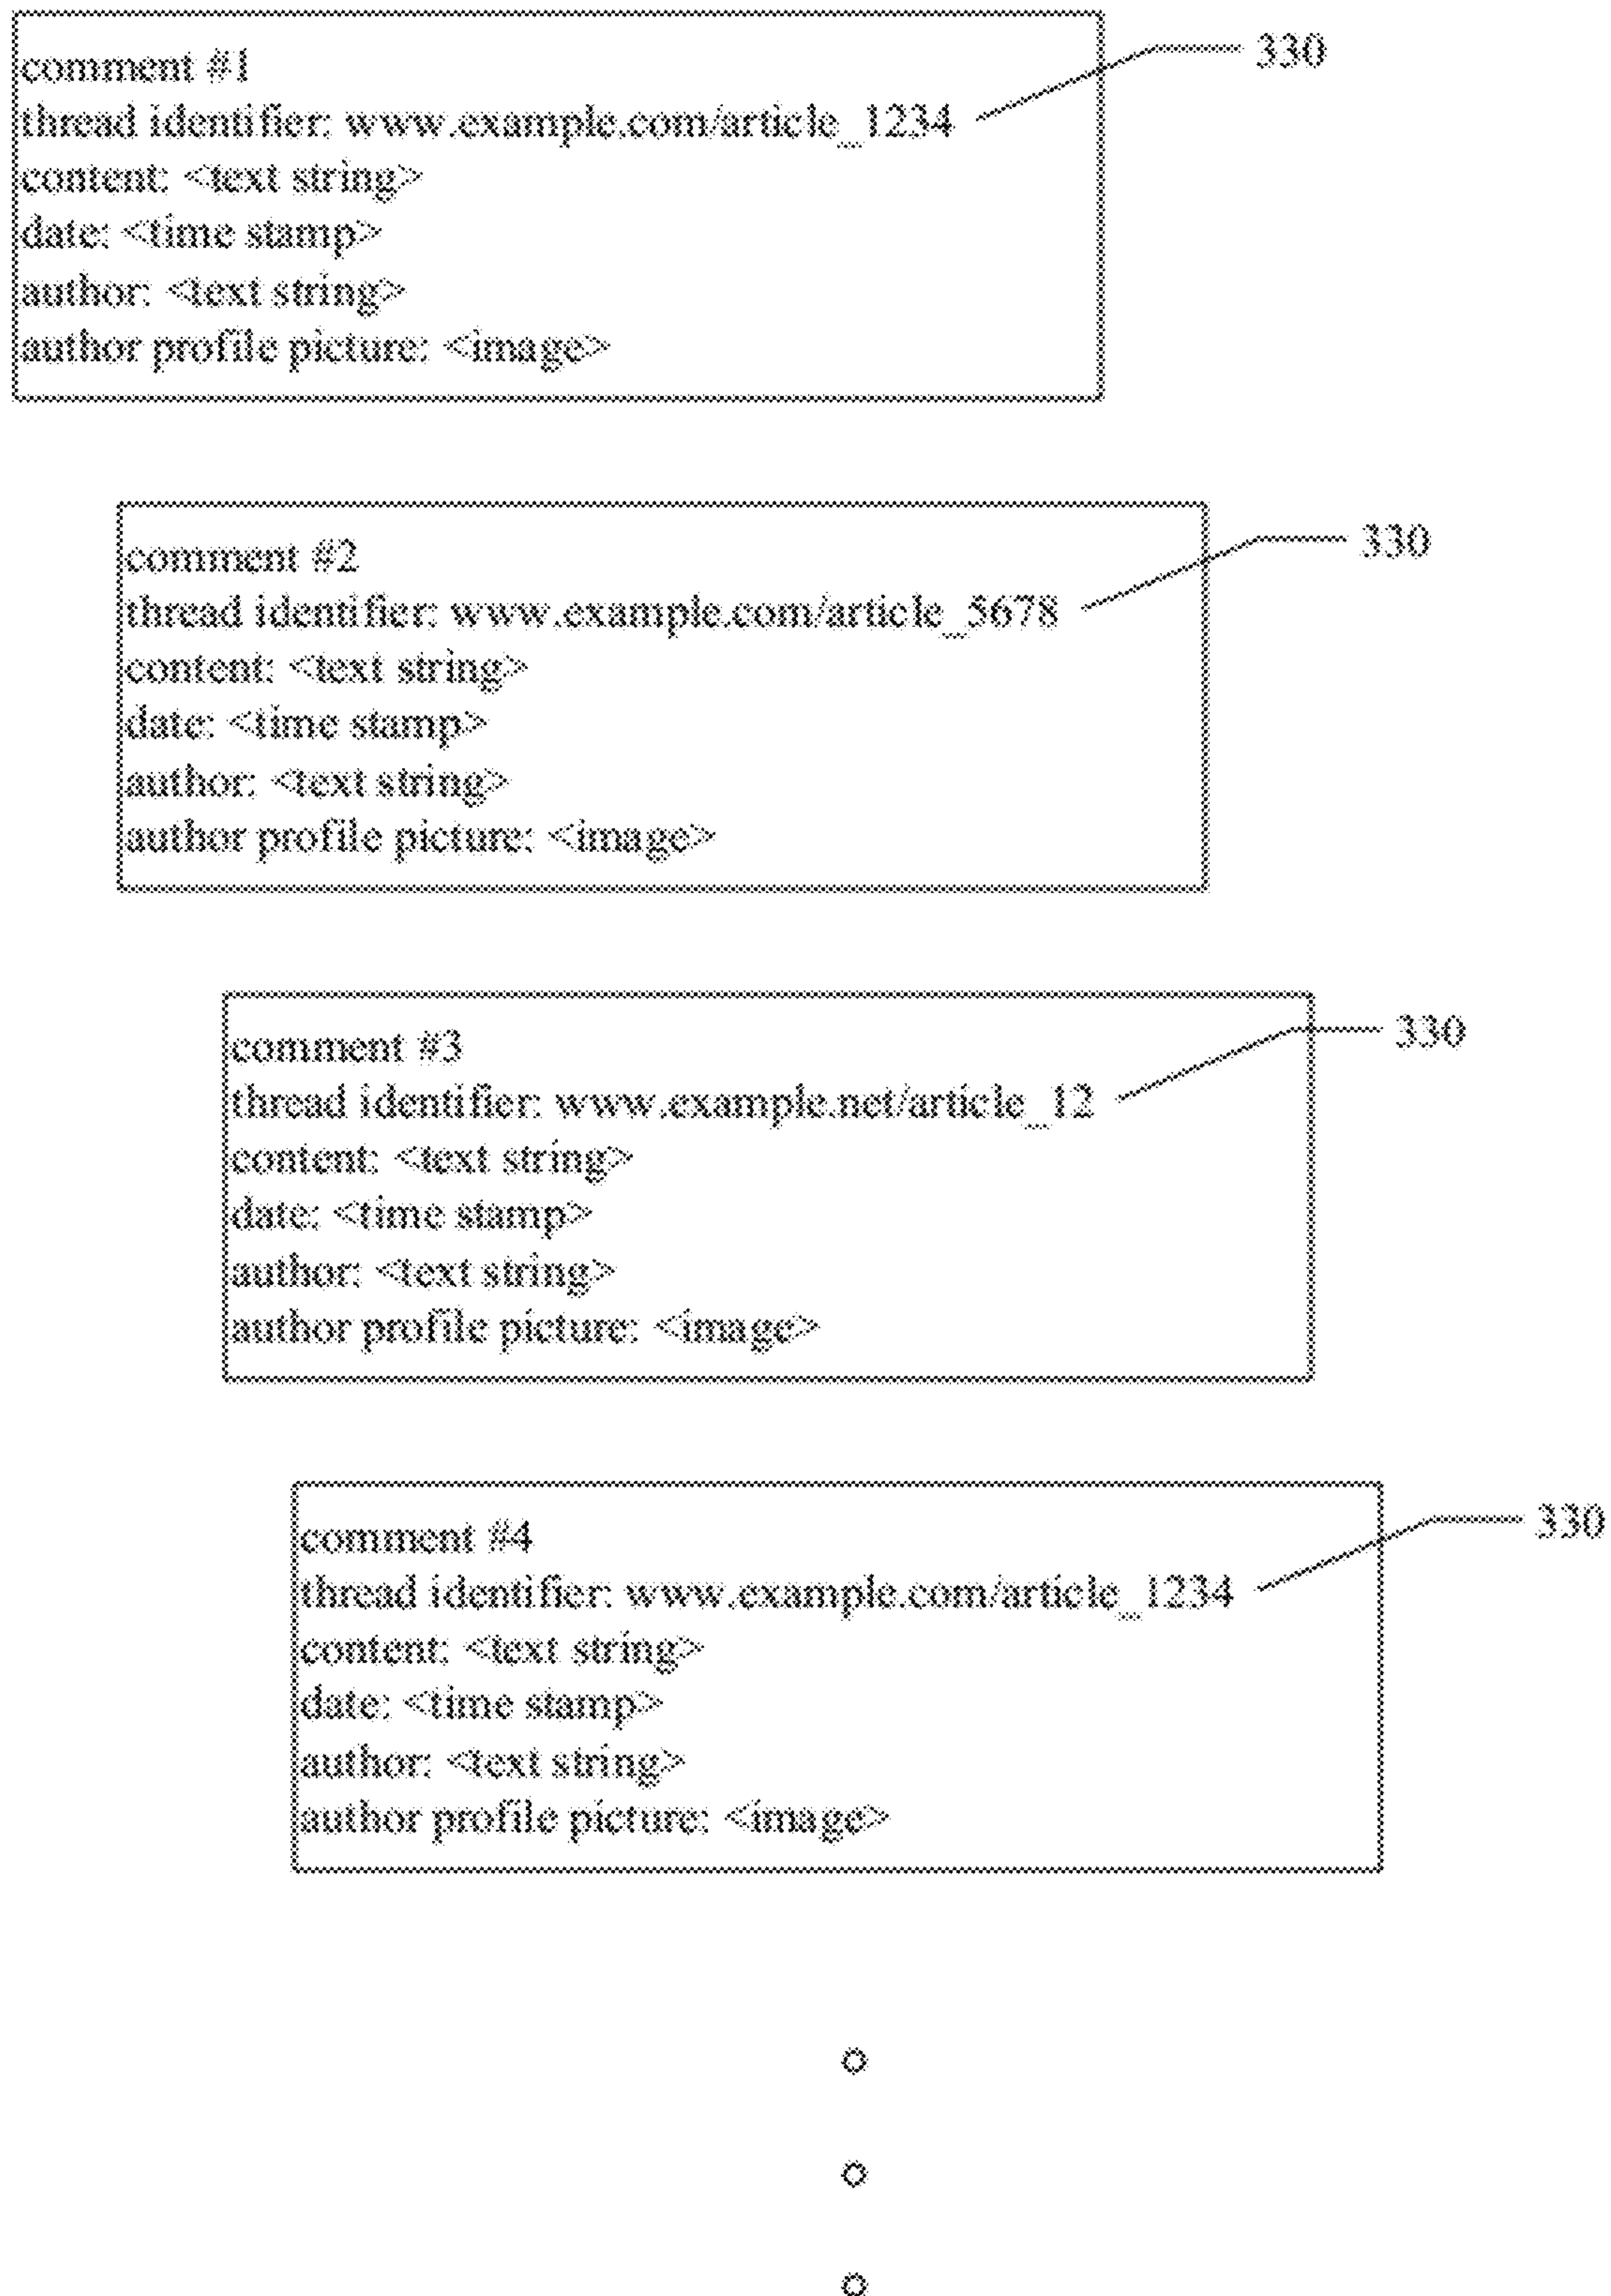 comment #1
330
thread identifier: www.example.com/article_1234
content: <text string>
date: <time stamp>
author: <text string>
author profile picture: <image>
comment #2
330
thread identifier: www.example.com/article_5678
content: <text string>
date: <time stamp>
author: <text string>
author profile picture: <image>
comment #3
330
thread identifier: www.example.net/article_12
content: <text string>
date: <time stamp>
author: <text string>
author profile picture: <image>
comment #4
330
thread identifier: www.example.com/article_1234
content: <text string>
date: <time stamp>
author: <text string>
author profile picture: <image>